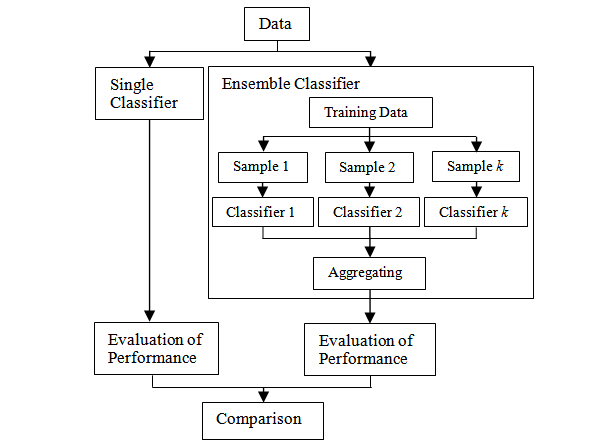 Data
Single
Classifier
Ensemble Classifier
Training Data
Sample 1
Sample 2
Sample k
Classifier 1
Classifier 2
Classifier k
Aggregating
Evaluation of
Performance
Evaluation of
Performance
Comparison